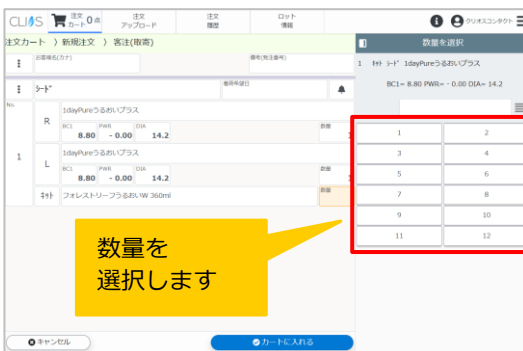 CLIOS 注文カート 0 点 注文アップロード 注文履歴 ロット情報 クリオスコンタクト
注文カート 〉 新規注文 〉 客注(取寄)
お客様名(カナ) 備考(発注番号)
シード 着荷希望日
No.
1
R
1dayPureうるおいプラス
BC1 8.80 PWR - 0.00 DIA 14.2 数量 1
L
1dayPureうるおいプラス
BC1 8.80 PWR - 0.00 DIA 14.2 数量 1
ｷｯﾄ フォレストリーフうるおいW 360ml 数量
数量を
選択します
キャンセル カートに入れる
数量を選択
1 ｷｯﾄ ｼｰﾄﾞ 1dayPureうるおいプラス
BC1= 8.80 PWR= - 0.00 DIA= 14.2
1 2
3 4
5 6
7 8
9 10
11 12